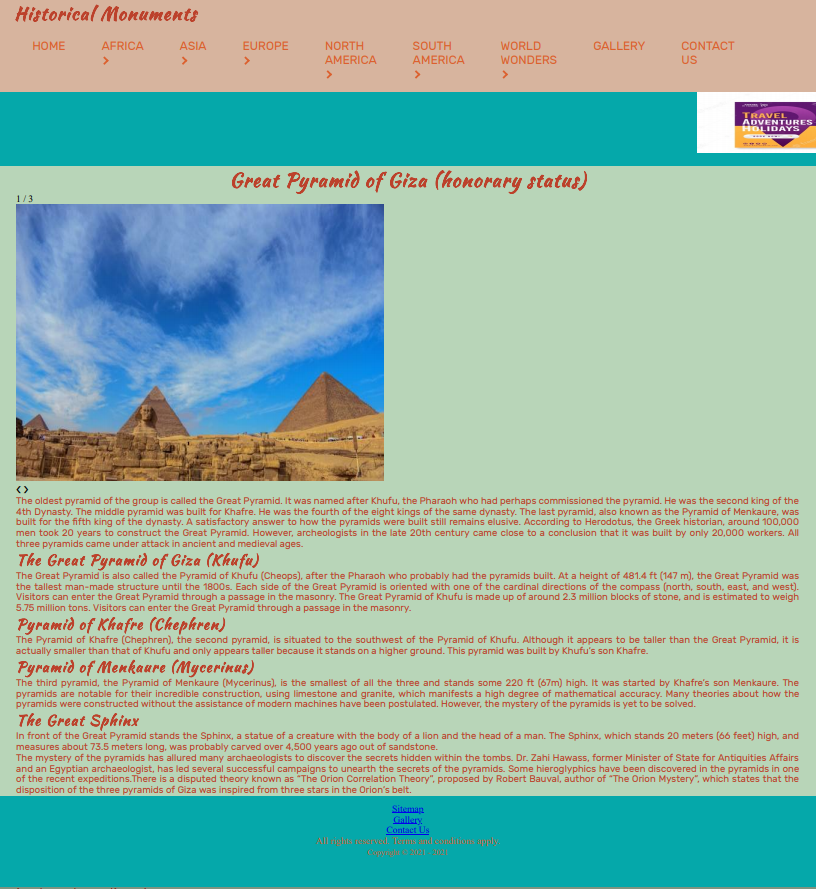 Historical Monuments
HOME
AFRICA
ASIA
EUROPE
NORTH
AMERICA
SOUTH
AMERICA
WORLD
WONDERS
GALLERY
CONTACT
US
TRAVEL
ADVENTURES
HOLIDAYS
Great Pyramid of Giza (honorary status)
1 / 3
‹ ›
The oldest pyramid of the group is called the Great Pyramid. It was named after Khufu, the Pharaoh who had perhaps commissioned the pyramid. He was the second king of the
4th Dynasty. The middle pyramid was built for Khafre. He was the fourth of the eight kings of the same dynasty. The last pyramid, also known as the Pyramid of Menkaure, was
built for the fifth king of the dynasty. A satisfactory answer to how the pyramids were built still remains elusive. According to Herodotus, the Greek historian, around 100,000
men took 20 years to construct the Great Pyramid. However, archeologists in the late 20th century came close to a conclusion that it was built by only 20,000 workers. All
three pyramids came under attack in ancient and medieval ages.
The Great Pyramid of Giza (Khufu)
The Great Pyramid is also called the Pyramid of Khufu (Cheops), after the Pharaoh who probably had the pyramids built. At a height of 481.4 ft (147 m), the Great Pyramid was
the tallest man-made structure until the 1800s. Each side of the Great Pyramid is oriented with one of the cardinal directions of the compass (north, south, east, and west).
Visitors can enter the Great Pyramid through a passage in the masonry. The Great Pyramid of Khufu is made up of around 2.3 million blocks of stone, and is estimated to weigh
5.75 million tons. Visitors can enter the Great Pyramid through a passage in the masonry.
Pyramid of Khafre (Chephren)
The Pyramid of Khafre (Chephren), the second pyramid, is situated to the southwest of the Pyramid of Khufu. Although it appears to be taller than the Great Pyramid, it is
actually smaller than that of Khufu and only appears taller because it stands on a higher ground. This pyramid was built by Khufu's son Khafre.
Pyramid of Menkaure (Mycerinus)
The third pyramid, the Pyramid of Menkaure (Mycerinus), is the smallest of all the three and stands some 220 ft (67m) high. It was started by Khafre's son Menkaure. The
pyramids are notable for their incredible construction, using limestone and granite, which manifests a high degree of mathematical accuracy. Many theories about how the
pyramids were constructed without the assistance of modern machines have been postulated. However, the mystery of the pyramids is yet to be solved.
The Great Sphinx
In front of the Great Pyramid stands the Sphinx, a statue of a creature with the body of a lion and the head of a man. The Sphinx, which stands 20 meters (66 feet) high, and
measures about 73.5 meters long, was probably carved over 4,500 years ago out of sandstone.
The mystery of the pyramids has allured many archaeologists to discover the secrets hidden within the tombs. Dr. Zahi Hawass, former Minister of State for Antiquities Affairs
and an Egyptian archaeologist, has led several successful campaigns to unearth the secrets of the pyramids. Some hieroglyphics have been discovered in the pyramids in one
of the recent expeditions.There is a disputed theory known as "The Orion Correlation Theory", proposed by Robert Bauval, author of "The Orion Mystery", which states that the
disposition of the three pyramids of Giza was inspired from three stars in the Orion's belt.
Sitemap
Gallery
Contact Us
All rights reserved. Terms and conditions apply.
Copyright © 2021 - 2022